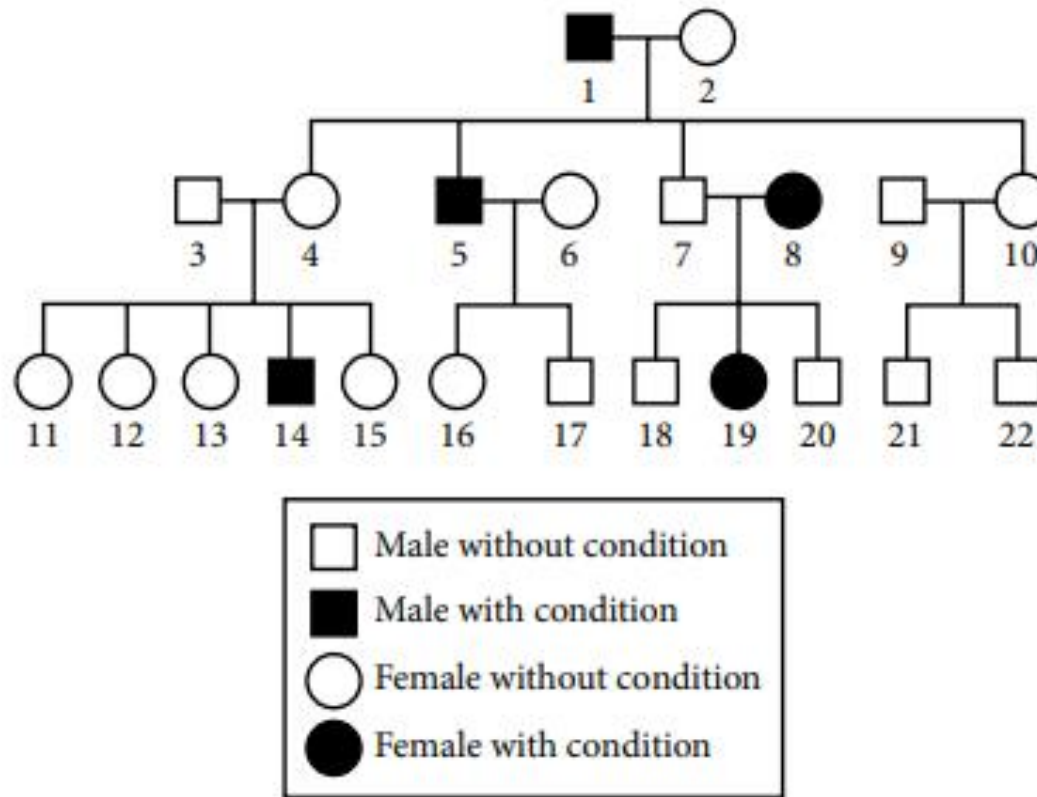 1 2
3 4 5 6 7 8 9 10
11 12 13 14 15 16 17 18 19 20 21 22
Male without condition
Male with condition
Female without condition
Female with condition